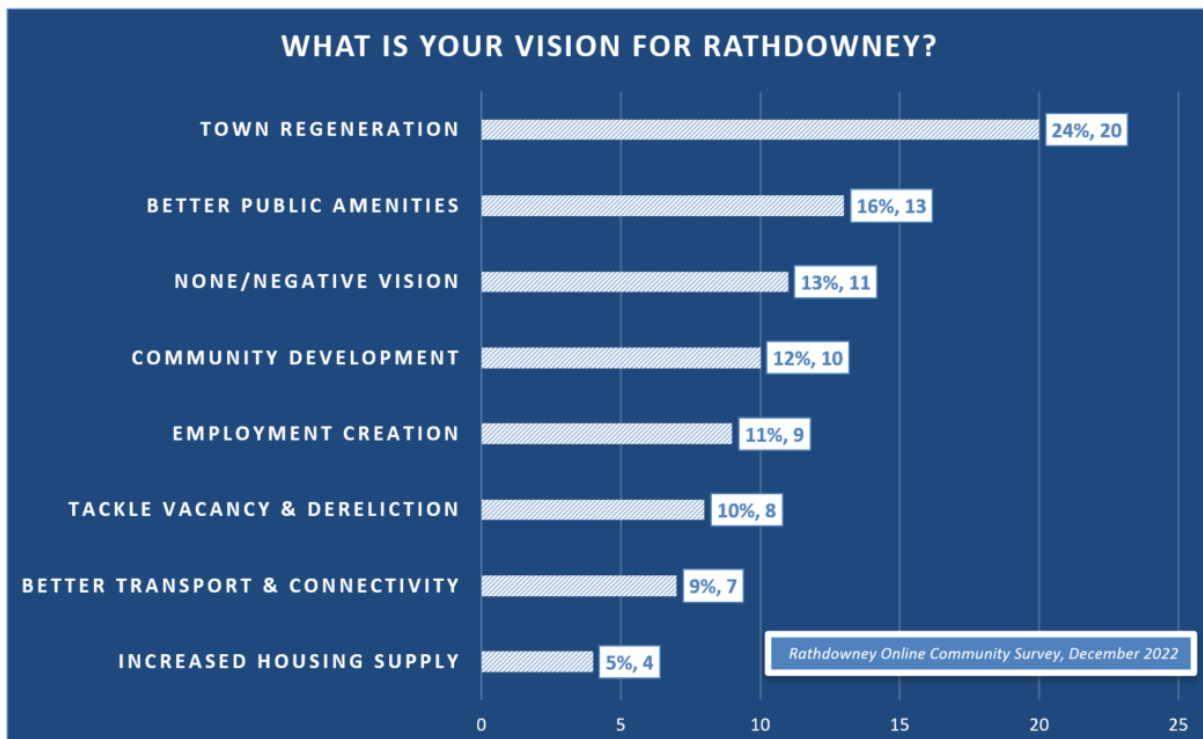 WHAT IS YOUR VISION FOR RATHDOWNEY?
TOWN REGENERATION
24%, 20
BETTER PUBLIC AMENITIES
16%, 13
NONE/NEGATIVE VISION
13%, 11
COMMUNITY DEVELOPMENT
12%, 10
EMPLOYMENT CREATION
11%, 9
TACKLE VACANCY & DERELICTION
10%, 8
BETTER TRANSPORT & CONNECTIVITY
9%, 7
INCREASED HOUSING SUPPLY
5%, 4
Rathdowney Online Community Survey, December 2022
0 5 10 15 20 25